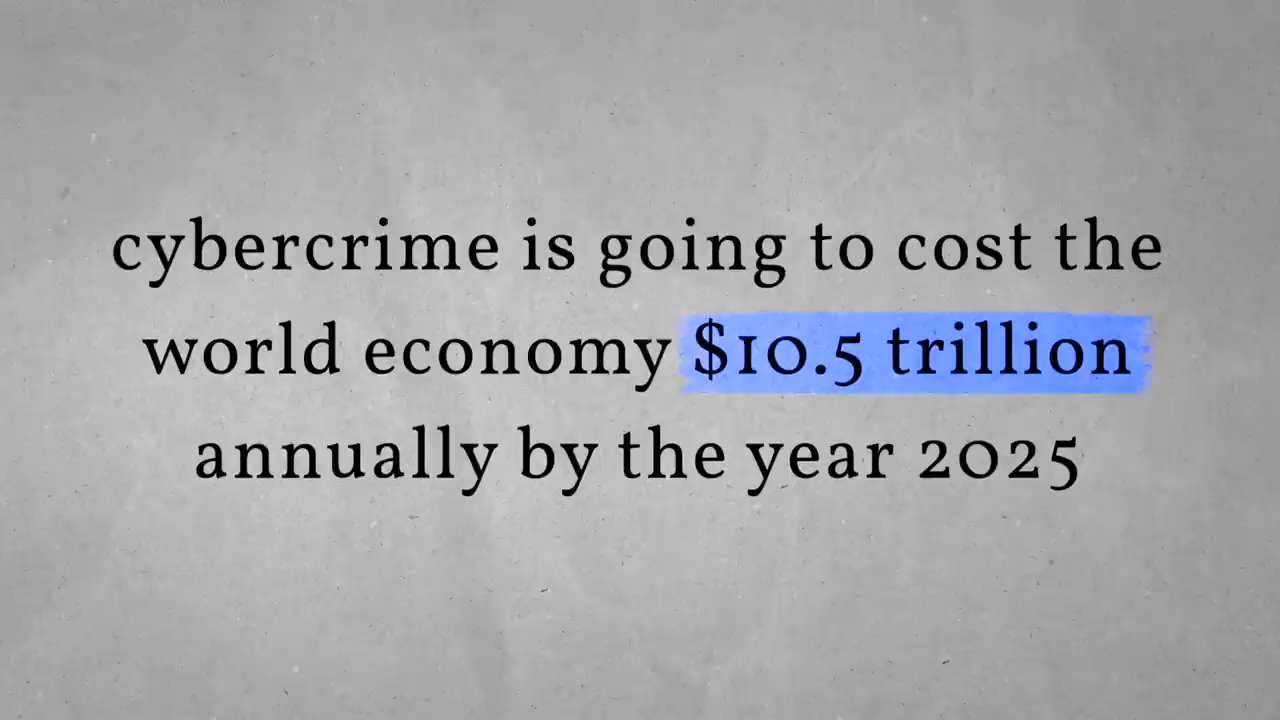 cybercrime is going to cost the
world economy $10.5 trillion
annually by the year 2025